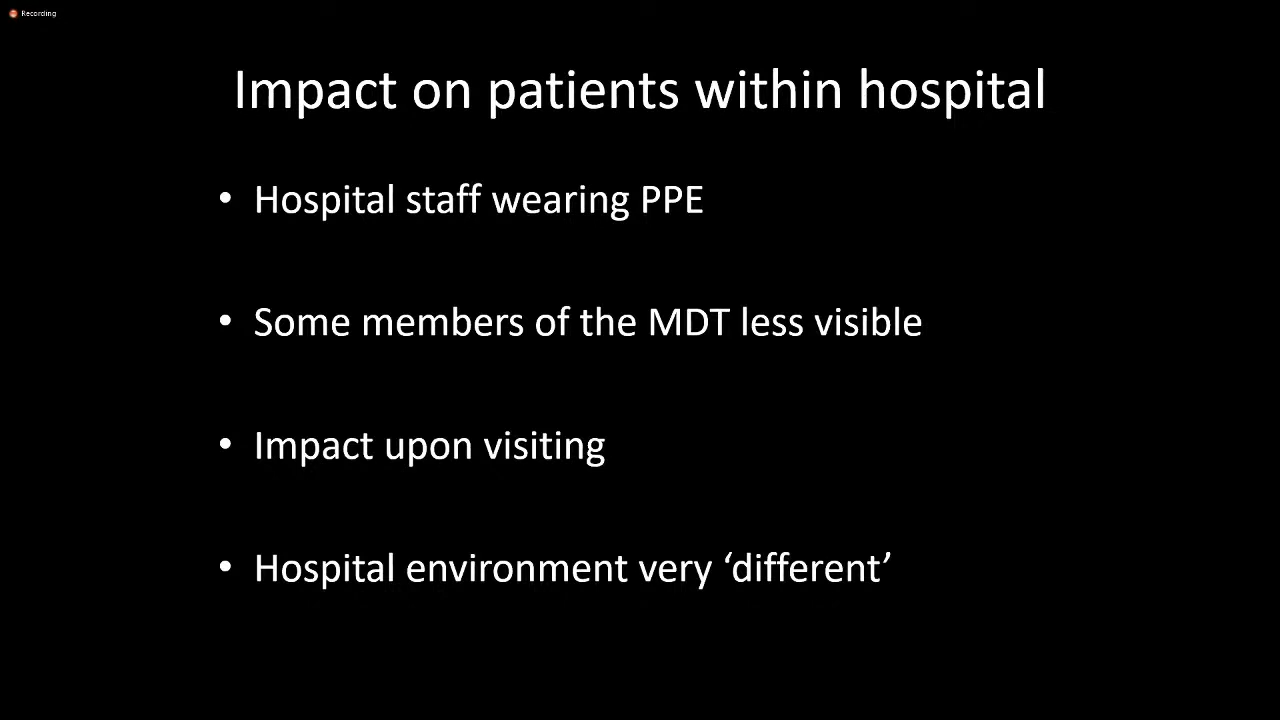 Recording
Impact on patients within hospital
• Hospital staff wearing PPE
• Some members of the MDT less visible
• Impact upon visiting
• Hospital environment very ‘different’